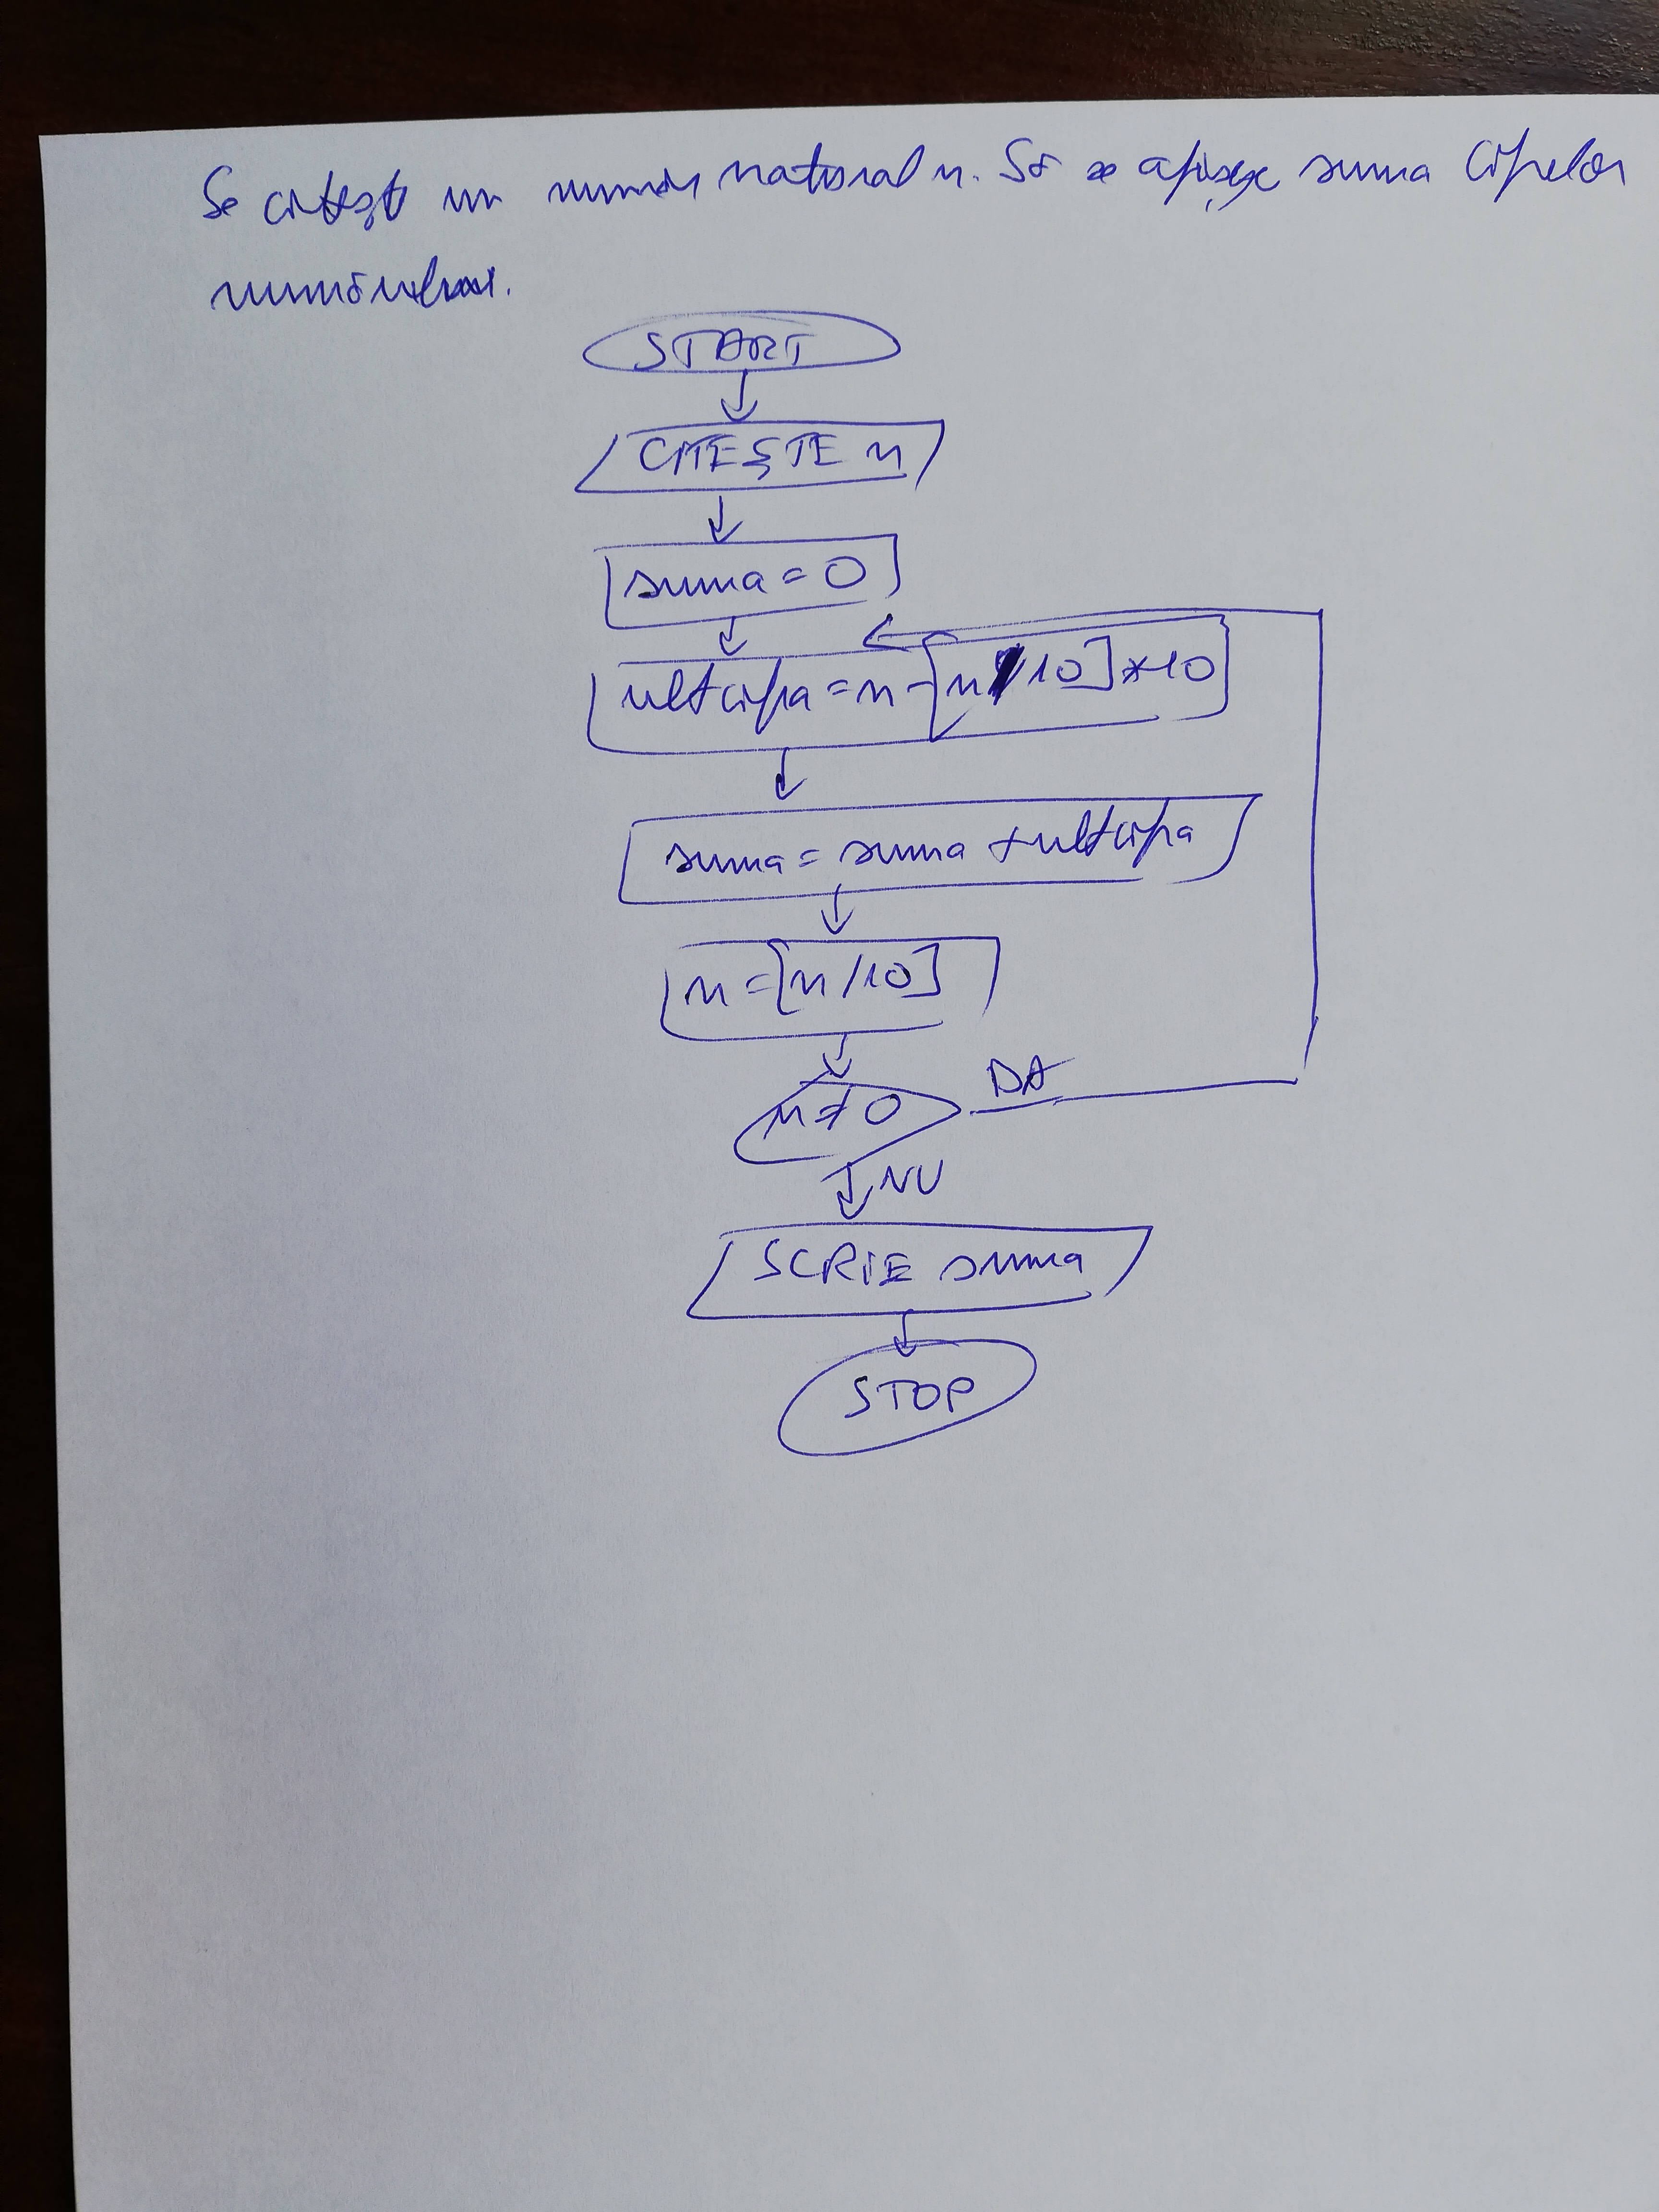 Se citește un număr natural n. Să se afișeze suma cifrelor
numărului.
START
CITEȘTE n
suma = 0
ultcifra = n - [n/10]*10
suma = suma + ultcifra
n = [n/10]
n ≠ 0 DA
NU
SCRIE suma
STOP